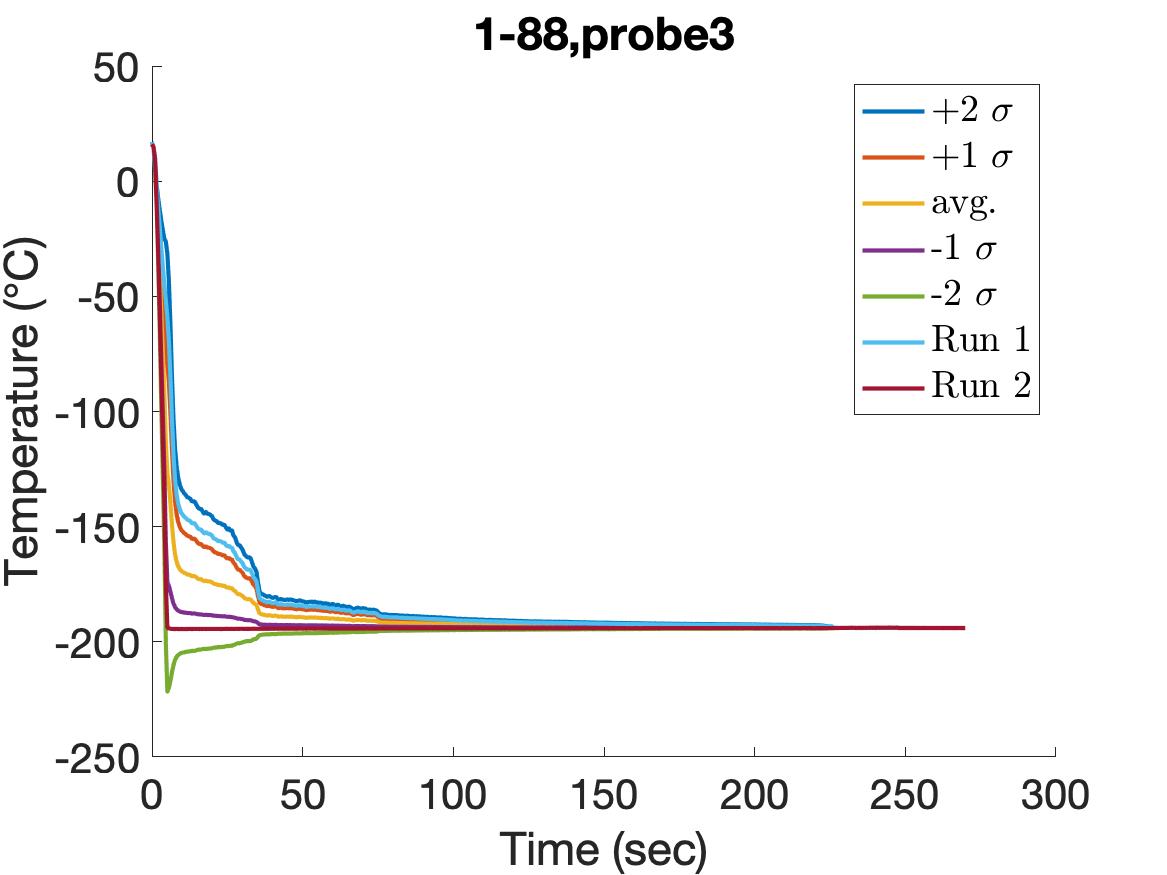 1-88,probe3
50
0
-50
-100
-150
-200
-250
Temperature (°C)
+2 σ
+1 σ
avg.
-1 σ
-2 σ
Run 1
Run 2
0 50 100 150 200 250 300
Time (sec)